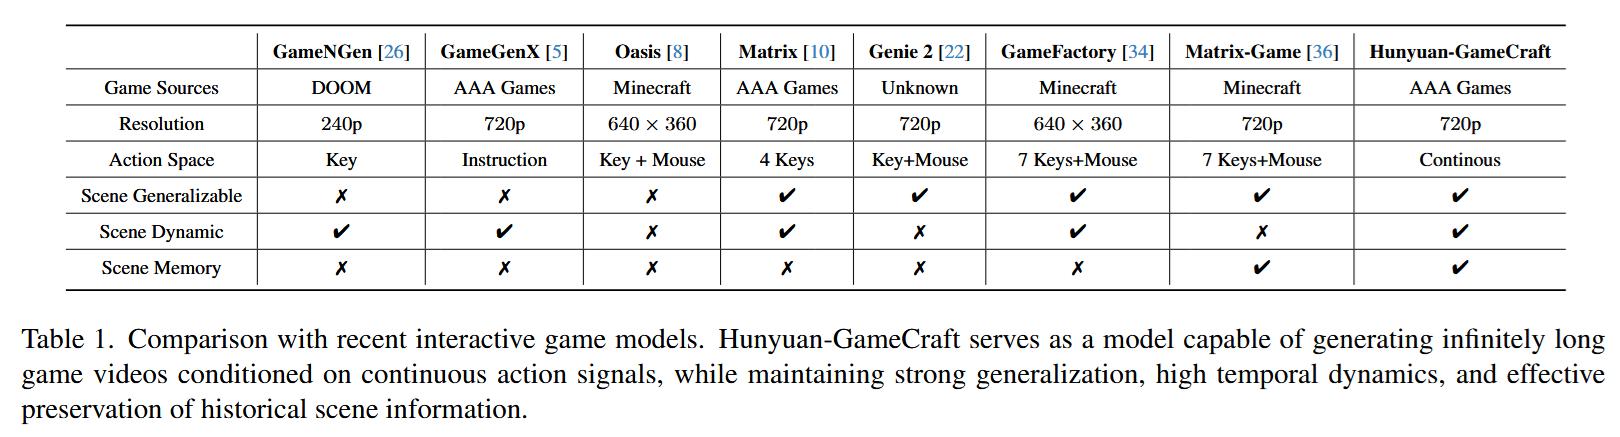 GameNGen [26] GameGenX [5] Oasis [8] Matrix [10] Genie 2 [22] GameFactory [34] Matrix-Game [36] Hunyuan-GameCraft
Game Sources DOOM AAA Games Minecraft AAA Games Unknown Minecraft Minecraft AAA Games
Resolution 240p 720p 640 × 360 720p 720p 640 × 360 720p 720p
Action Space Key Instruction Key + Mouse 4 Keys Key+Mouse 7 Keys+Mouse 7 Keys+Mouse Continous
Scene Generalizable ✗ ✗ ✗ ✔ ✔ ✔ ✔ ✔
Scene Dynamic ✔ ✔ ✗ ✔ ✗ ✔ ✗ ✔
Scene Memory ✗ ✗ ✗ ✗ ✗ ✗ ✔ ✔
Table 1. Comparison with recent interactive game models. Hunyuan-GameCraft serves as a model capable of generating infinitely long
game videos conditioned on continuous action signals, while maintaining strong generalization, high temporal dynamics, and effective
preservation of historical scene information.